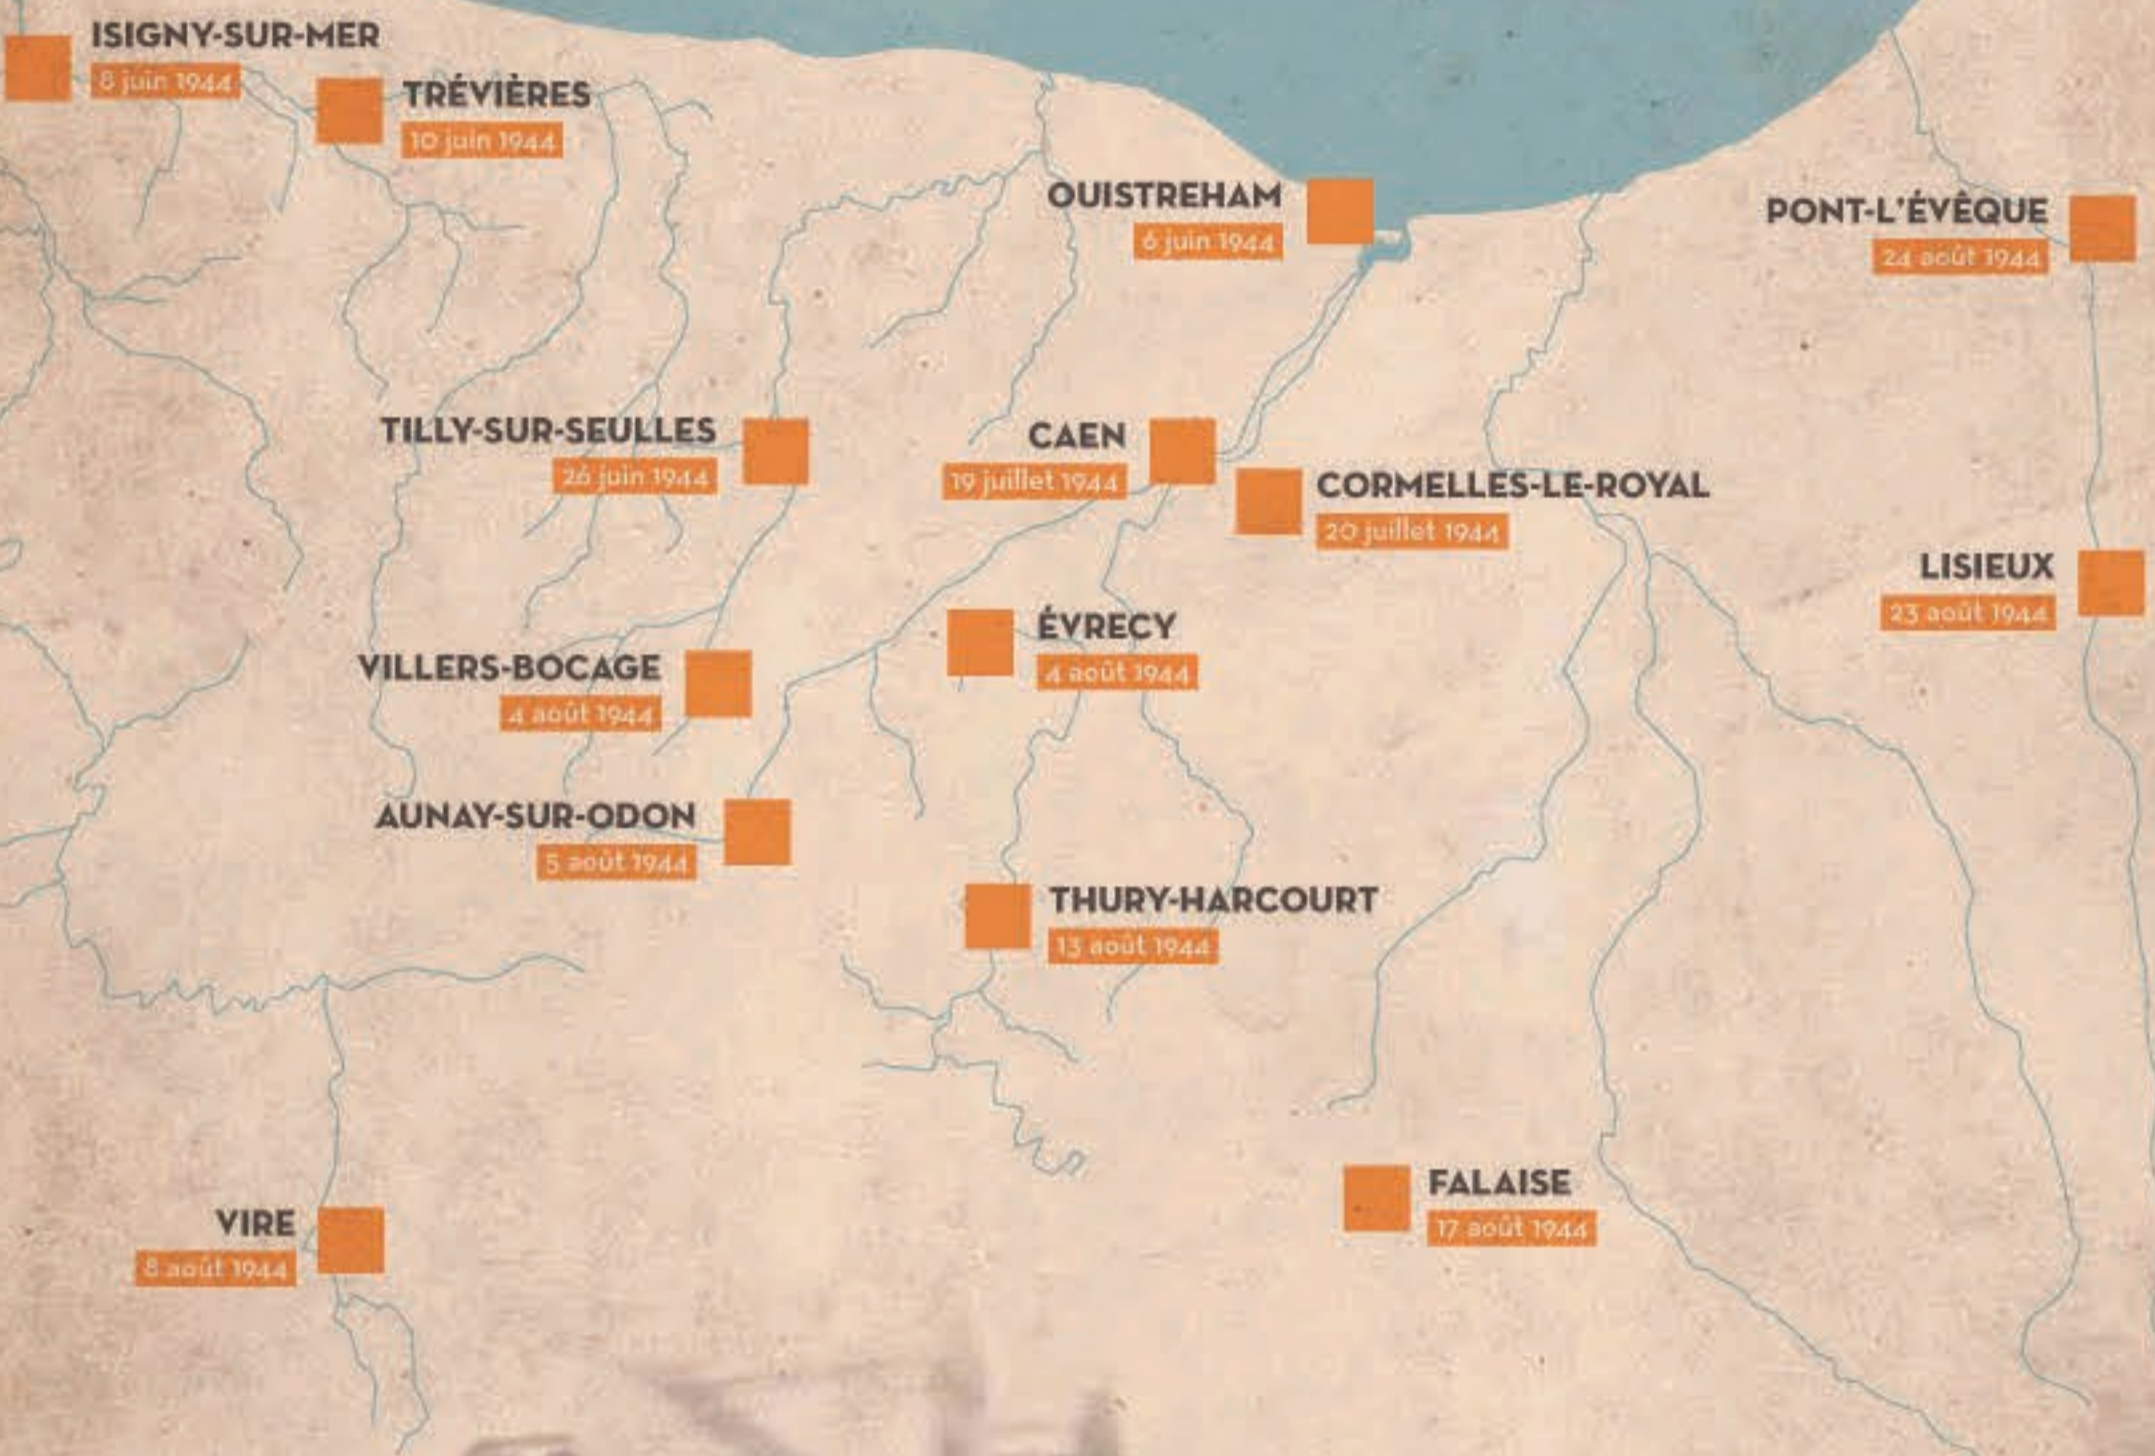 ISIGNY-SUR-MER
8 juin 1944
TRÉVIÈRES
10 juin 1944
OUISTREHAM
6 juin 1944
PONT-L'ÉVÊQUE
24 août 1944
TILLY-SUR-SEULLES
26 juin 1944
CAEN
19 juillet 1944
CORMELLES-LE-ROYAL
20 juillet 1944
LISIEUX
23 août 1944
ÉVRECY
4 août 1944
VILLERS-BOCAGE
4 août 1944
AUNAY-SUR-ODON
5 août 1944
THURY-HARCOURT
13 août 1944
FALAISE
17 août 1944
VIRE
8 août 1944